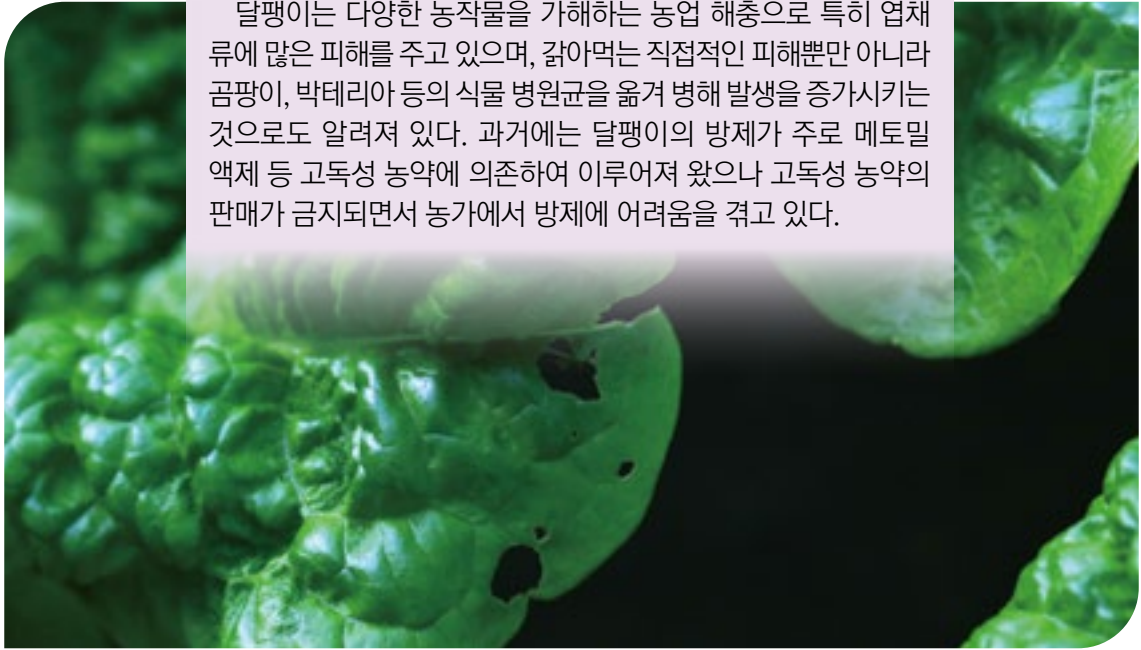 달팽이는 다양한 농작물을 가해하는 농업 해충으로 특히 엽채
류에 많은 피해를 주고 있으며, 갉아먹는 직접적인 피해뿐만 아니라
곰팡이, 박테리아 등의 식물 병원균을 옮겨 병해 발생을 증가시키는
것으로도 알려져 있다. 과거에는 달팽이의 방제가 주로 메토밀
액제 등 고독성 농약에 의존하여 이루어져 왔으나 고독성 농약의
판매가 금지되면서 농가에서 방제에 어려움을 겪고 있다.